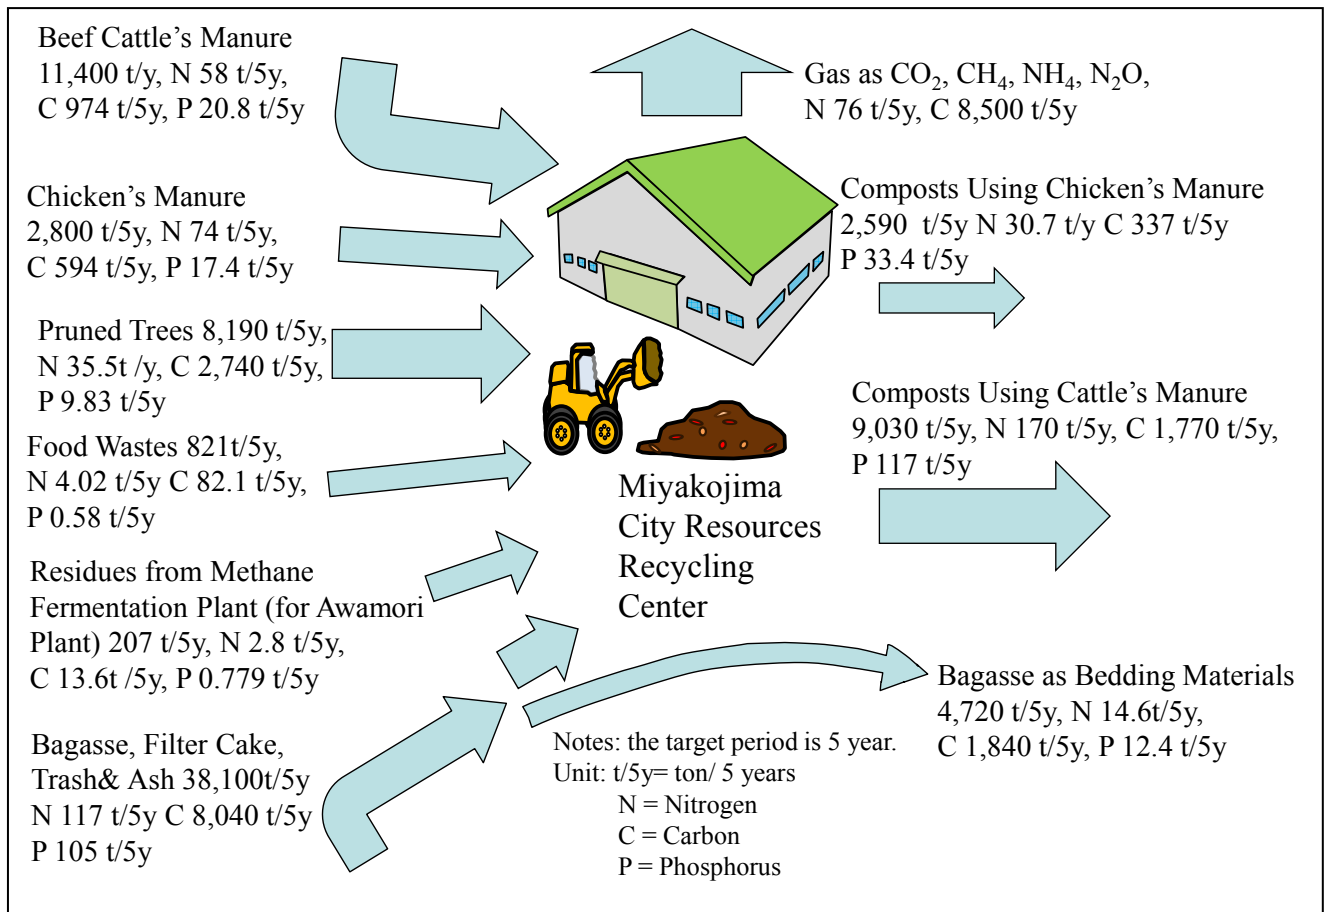 Beef Cattle's Manure
11,400 t/y, N 58 t/5y,
C 974 t/5y, P 20.8 t/5y
Gas as CO₂, CH₄, NH₄, N₂O,
N 76 t/5y, C 8,500 t/5y
Chicken's Manure
2,800 t/5y, N 74 t/5y,
C 594 t/5y, P 17.4 t/5y
Composts Using Chicken's Manure
2,590 t/5y N 30.7 t/y C 337 t/5y
P 33.4 t/5y
Pruned Trees 8,190 t/5y,
N 35.5t /y, C 2,740 t/5y,
P 9.83 t/5y
Composts Using Cattle's Manure
9,030 t/5y, N 170 t/5y, C 1,770 t/5y,
P 117 t/5y
Food Wastes 821t/5y,
N 4.02 t/5y C 82.1 t/5y,
P 0.58 t/5y
Miyakojima
City Resources
Recycling
Center
Residues from Methane
Fermentation Plant (for Awamori
Plant) 207 t/5y, N 2.8 t/5y,
C 13.6t /5y, P 0.779 t/5y
Bagasse as Bedding Materials
4,720 t/5y, N 14.6t/5y,
C 1,840 t/5y, P 12.4 t/5y
Bagasse, Filter Cake,
Trash& Ash 38,100t/5y
N 117 t/5y C 8,040 t/5y
P 105 t/5y
Notes: the target period is 5 year.
Unit: t/5y= ton/ 5 years
N = Nitrogen
C = Carbon
P = Phosphorus